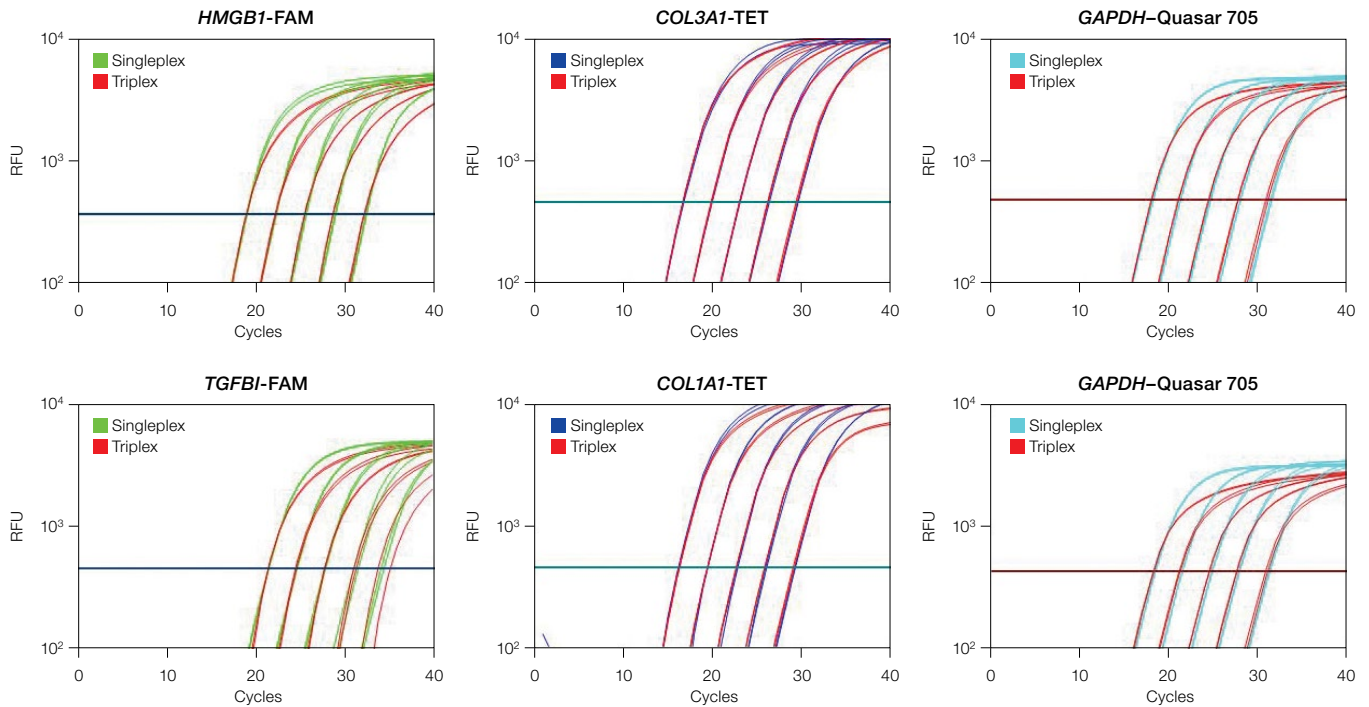 HMGB1-FAM
10⁴
Singleplex
Triplex
RFU
10³
10²
0 10 20 30 40
Cycles
COL3A1-TET
10⁴
Singleplex
Triplex
RFU
10³
10²
0 10 20 30 40
Cycles
GAPDH–Quasar 705
10⁴
Singleplex
Triplex
RFU
10³
10²
0 10 20 30 40
Cycles
TGFBI-FAM
10⁴
Singleplex
Triplex
RFU
10³
10²
0 10 20 30 40
Cycles
COL1A1-TET
10⁴
Singleplex
Triplex
RFU
10³
10²
0 10 20 30 40
Cycles
GAPDH–Quasar 705
10⁴
Singleplex
Triplex
RFU
10³
10²
0 10 20 30 40
Cycles